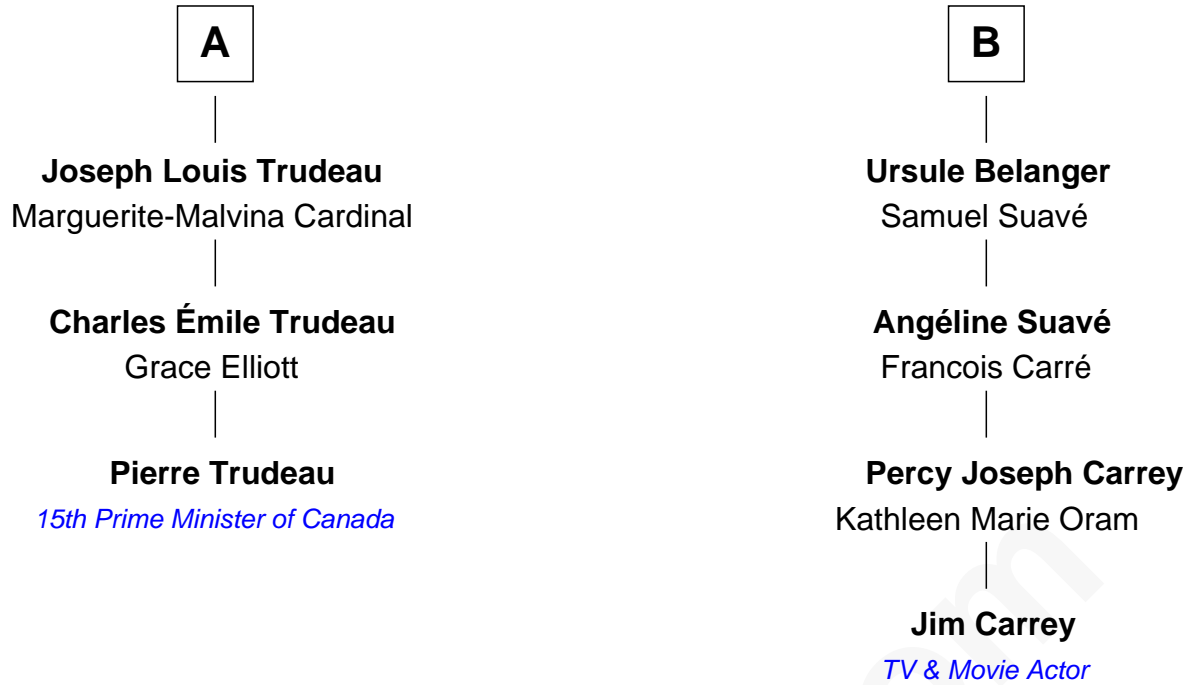 A
Joseph Louis Trudeau
Marguerite-Malvina Cardinal
Charles Émile Trudeau
Grace Elliott
Pierre Trudeau
15th Prime Minister of Canada
B
Ursule Belanger
Samuel Suavé
Angéline Suavé
Francois Carré
Percy Joseph Carrey
Kathleen Marie Oram
Jim Carrey
TV & Movie Actor
om